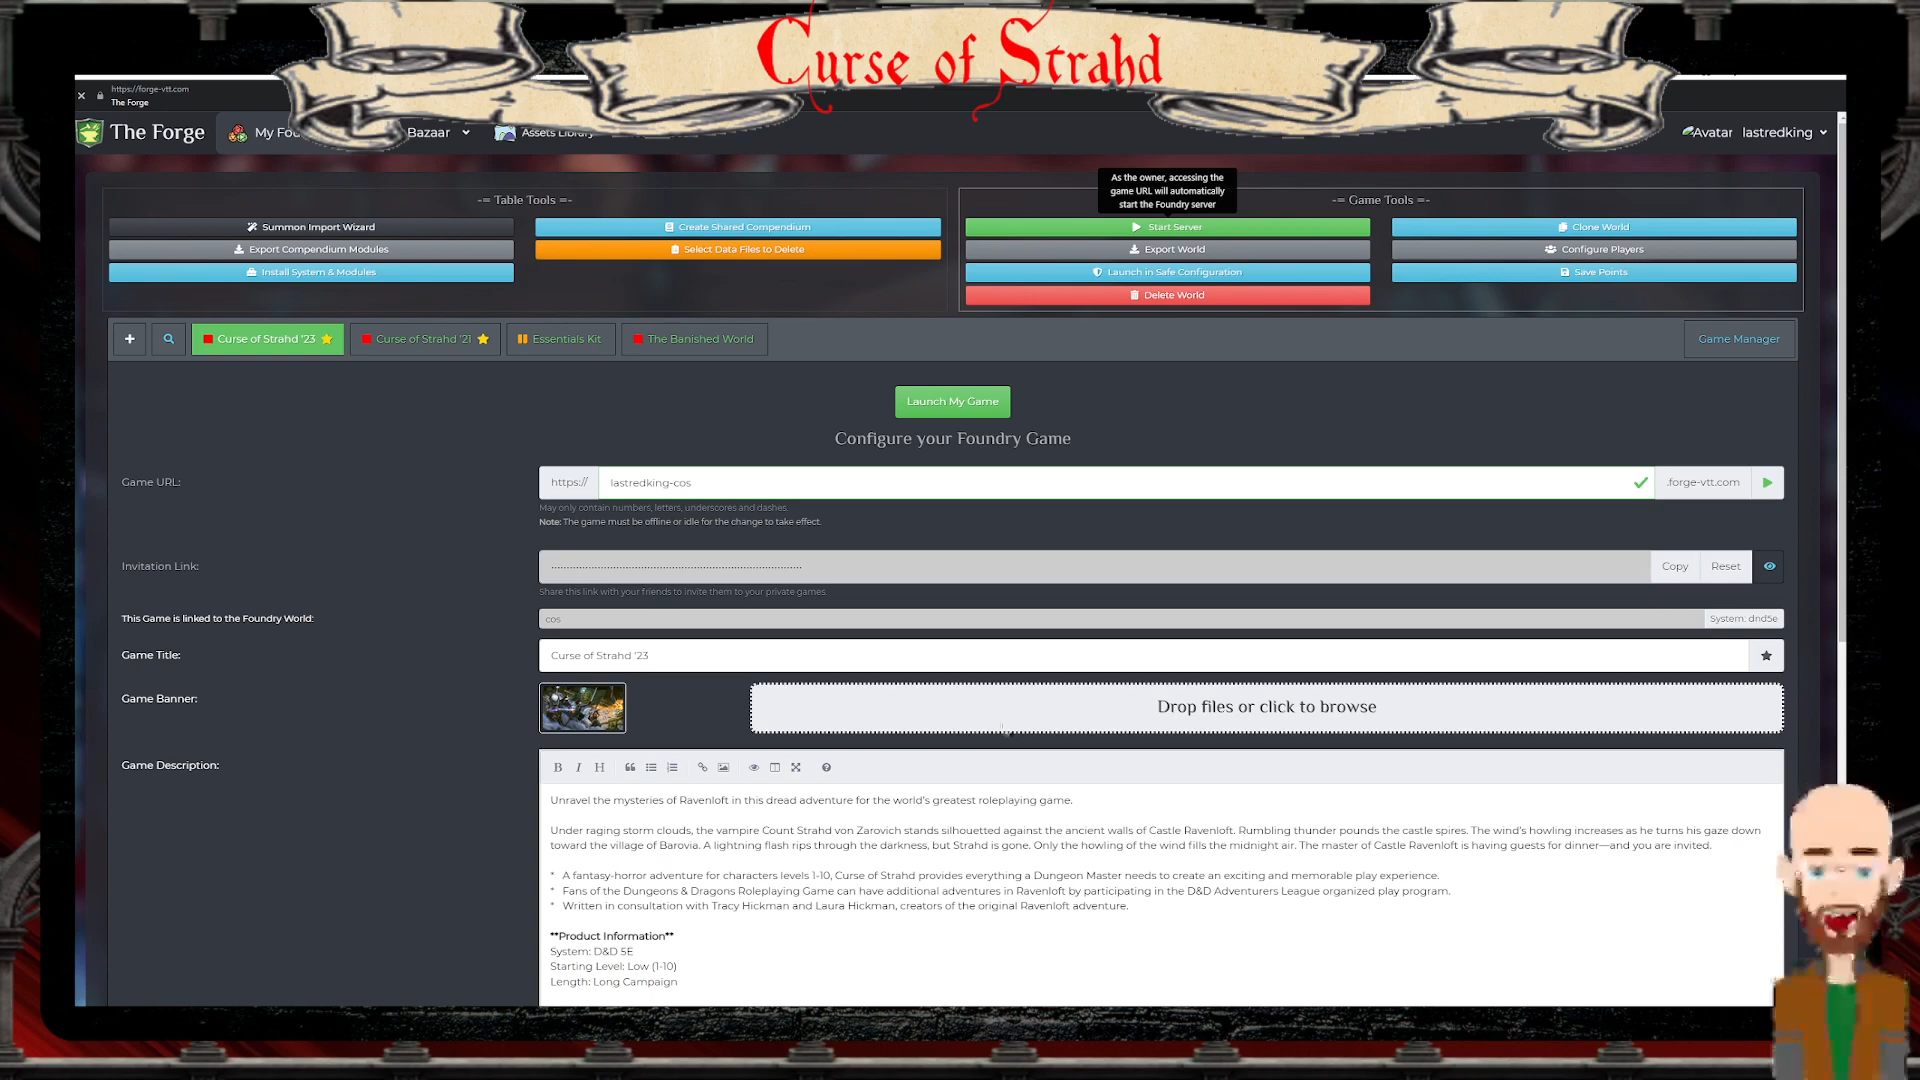 Curse of Strahd
https://forge-vtt.com
The Forge
The Forge
My Fou
Bazaar
Assets Library
Avatar
lastredking
As the owner, accessing the
game URL will automatically
start the Foundry server
-= Table Tools =-
-= Game Tools =-
Summon Import Wizard
Create Shared Compendium
Start Server
Clone World
Export Compendium Modules
Select Data Files to Delete
Export World
Configure Players
Install System & Modules
Launch in Safe Configuration
Save Points
Delete World
Curse of Strahd '23
Curse of Strahd '21
Essentials Kit
The Banished World
Game Manager
Launch My Game
Configure your Foundry Game
Game URL:
https://
lastredking-cos
.forge-vtt.com
May only contain numbers, letters, underscores and dashes.
Note: The game must be offline or idle for the change to take effect.
Invitation Link:
Copy
Reset
Share this link with your friends to invite them to your private games.
This Game is linked to the Foundry World:
cos
System: dnd5e
Game Title:
Curse of Strahd '23
Game Banner:
Drop files or click to browse
Game Description:
B I H
Unravel the mysteries of Ravenloft in this dread adventure for the world's greatest roleplaying game.
Under raging storm clouds, the vampire Count Strahd von Zarovich stands silhouetted against the ancient walls of Castle Ravenloft. Rumbling thunder pounds the castle spires. The wind's howling increases as he turns his gaze down
toward the village of Barovia. A lightning flash rips through the darkness, but Strahd is gone. Only the howling of the wind fills the midnight air. The master of Castle Ravenloft is having guests for dinner—and you are invited.
* A fantasy-horror adventure for characters levels 1-10, Curse of Strahd provides everything a Dungeon Master needs to create an exciting and memorable play experience.
* Fans of the Dungeons & Dragons Roleplaying Game can have additional adventures in Ravenloft by participating in the D&D Adventurers League organized play program.
* Written in consultation with Tracy Hickman and Laura Hickman, creators of the original Ravenloft adventure.
**Product Information**
System: D&D 5E
Starting Level: Low (1-10)
Length: Long Campaign